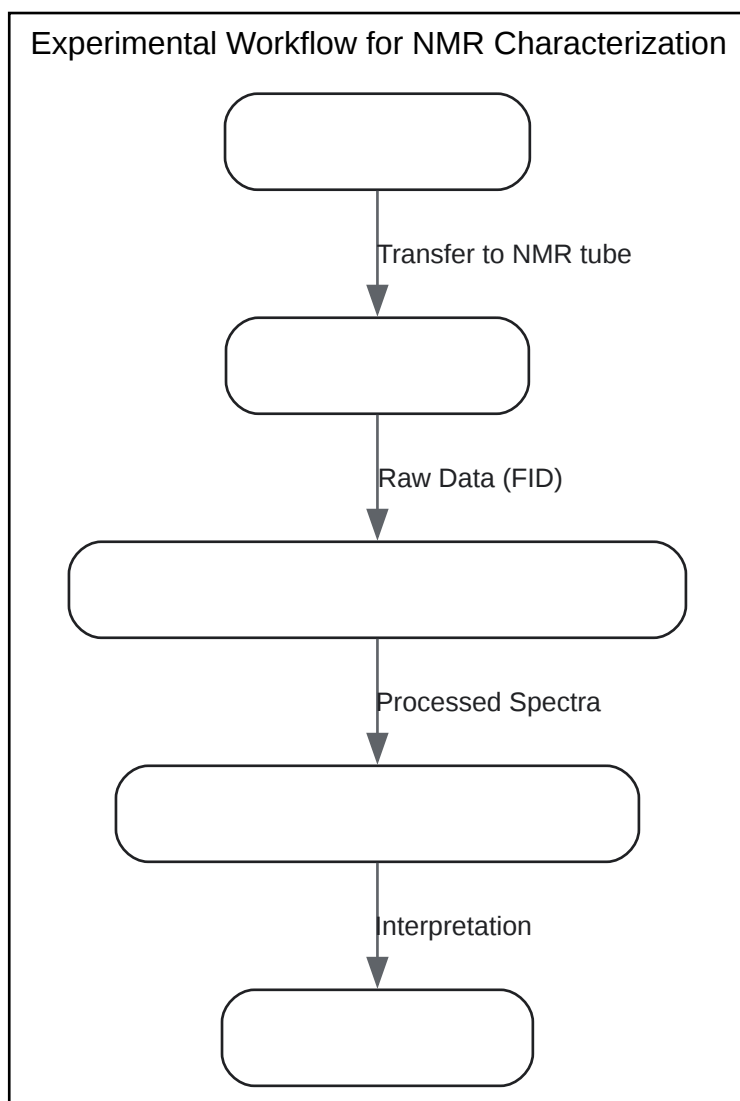 Experimental Workflow for NMR Characterization
Transfer to NMR tube
Raw Data (FID)
Processed Spectra
Interpretation